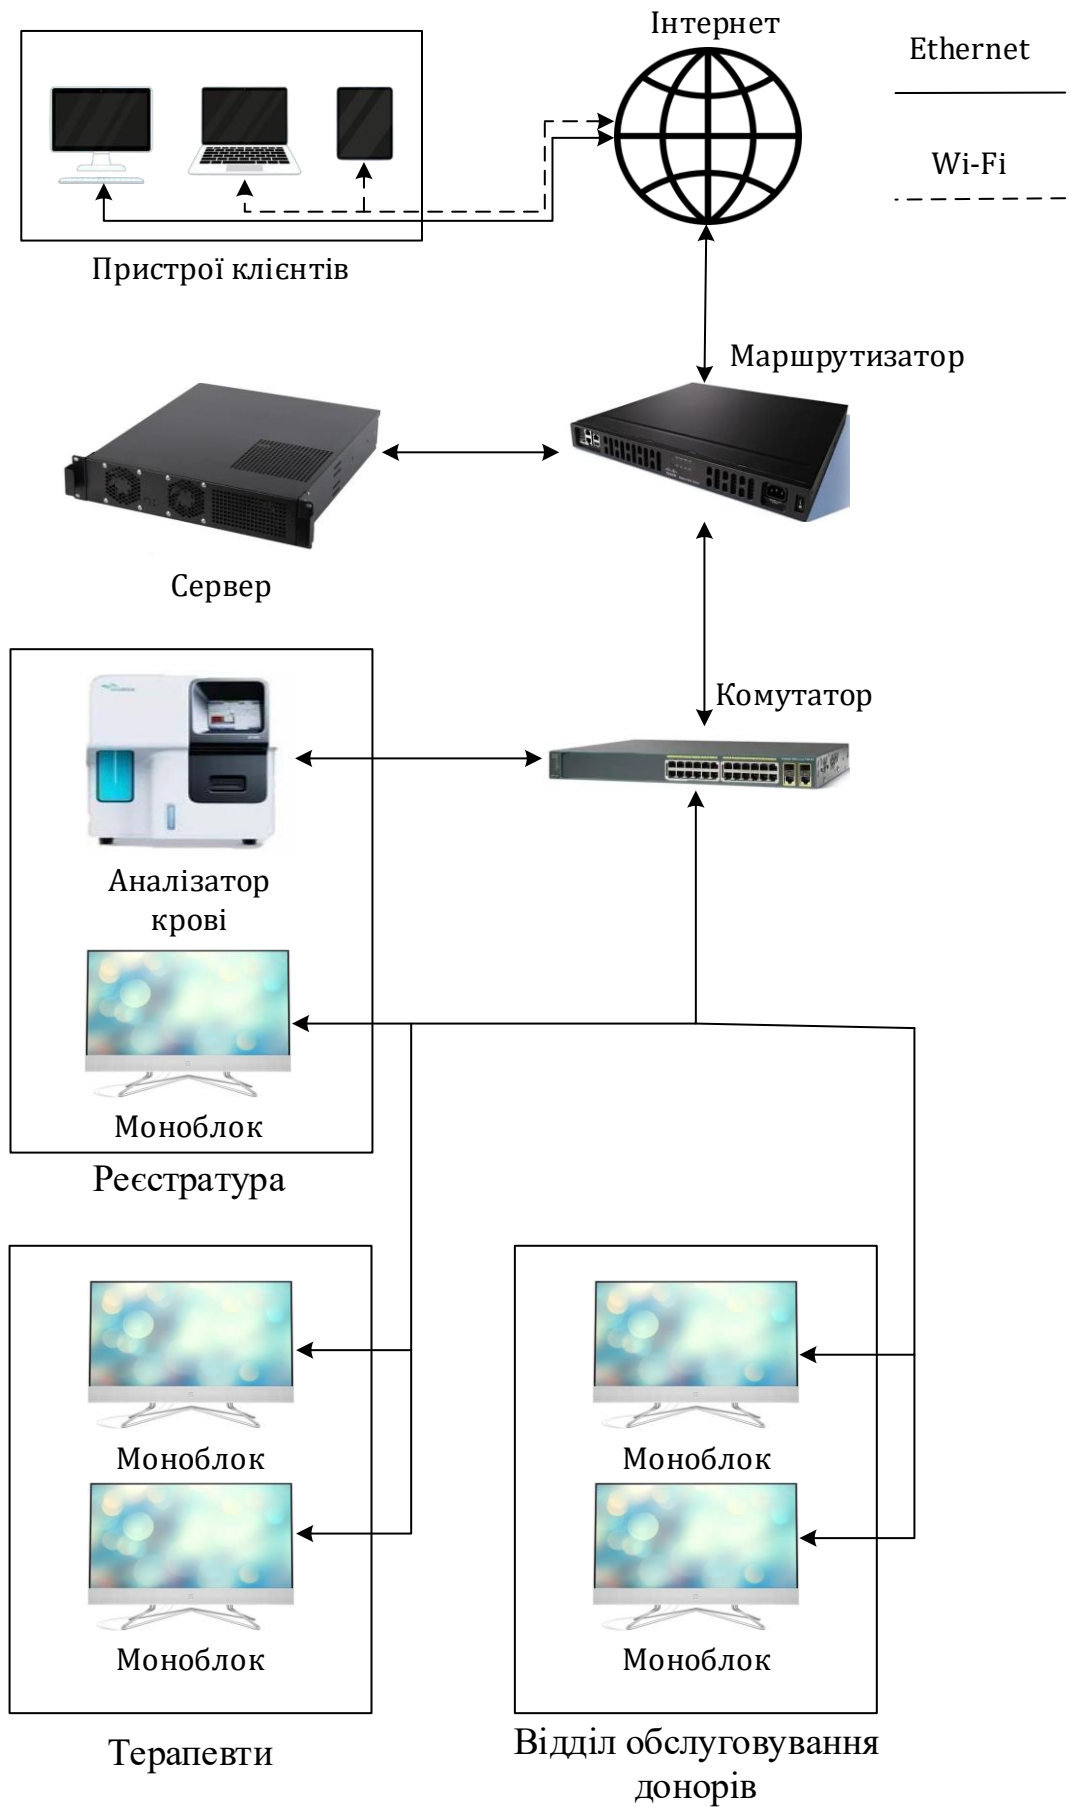 Інтернет
Ethernet
Wi-Fi
Пристрої клієнтів
Маршрутизатор
Сервер
Комутатор
Аналізатор
крові
Моноблок
Реєстратура
Моноблок
Моноблок
Моноблок
Моноблок
Терапевти
Відділ обслуговування
донорів